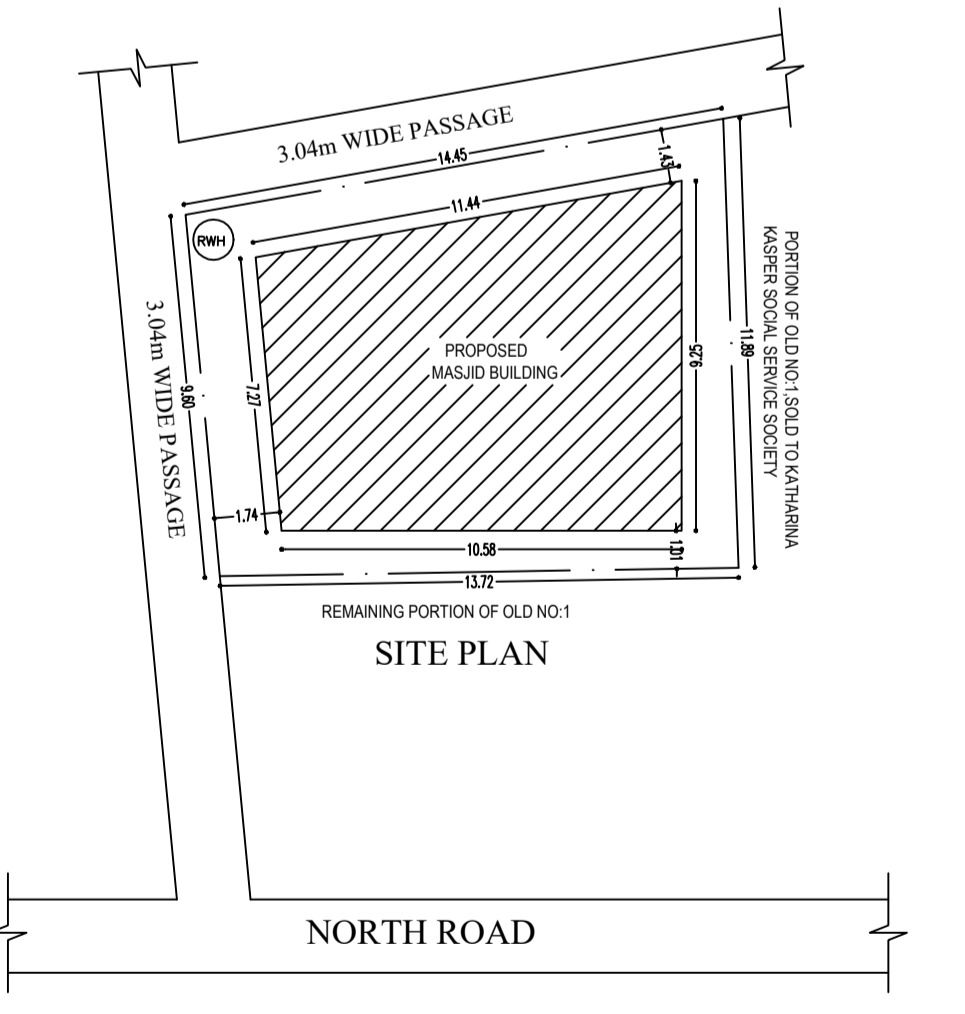 3.04m WIDE PASSAGE
14.45
1.43
11.44
RWH
3.04m WIDE PASSAGE
9.60
7.27
PROPOSED
MASJID BUILDING
9.25
11.89
PORTION OF OLD NO:1,SOLD TO KATHARINA
KASPER SOCIAL SERVICE SOCIETY
1.74
10.58
1.01
13.72
REMAINING PORTION OF OLD NO:1
SITE PLAN
NORTH ROAD